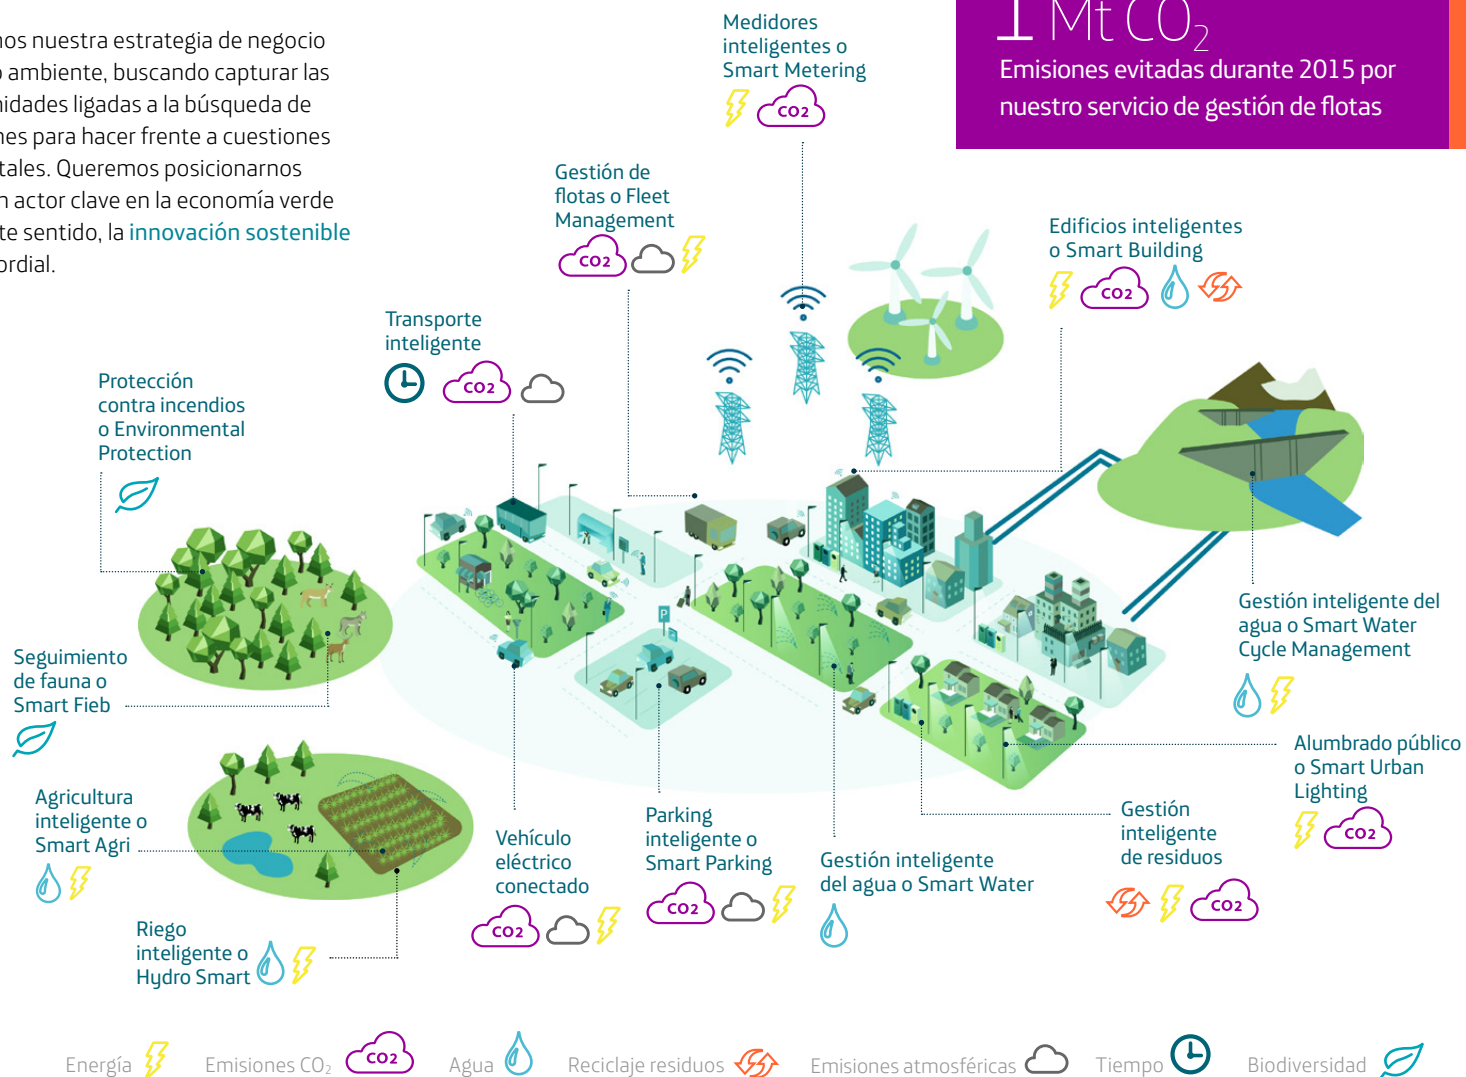 nos nuestra estrategia de negocio
o ambiente, buscando capturar las
nidades ligadas a la búsqueda de
nes para hacer frente a cuestiones
tales. Queremos posicionarnos
n actor clave en la economía verde
te sentido, la innovación sostenible
ordial.
1 Mt CO₂
Emisiones evitadas durante 2015 por
nuestro servicio de gestión de flotas
Medidores
inteligentes o
Smart Metering
CO2
Gestión de
flotas o Fleet
Management
CO2
Edificios inteligentes
o Smart Building
CO2
Transporte
inteligente
CO2
Protección
contra incendios
o Environmental
Protection
P
Gestión inteligente del
agua o Smart Water
Cycle Management
Seguimiento
de fauna o
Smart Fieb
Alumbrado público
o Smart Urban
Lighting
CO2
Agricultura
inteligente o
Smart Agri
Vehículo
eléctrico
conectado
CO2
Parking
inteligente o
Smart Parking
CO2
Gestión inteligente
del agua o Smart Water
Gestión
inteligente
de residuos
CO2
Riego
inteligente o
Hydro Smart
Energía
Emisiones CO₂
CO2
Agua
Reciclaje residuos
Emisiones atmosféricas
Tiempo
Biodiversidad